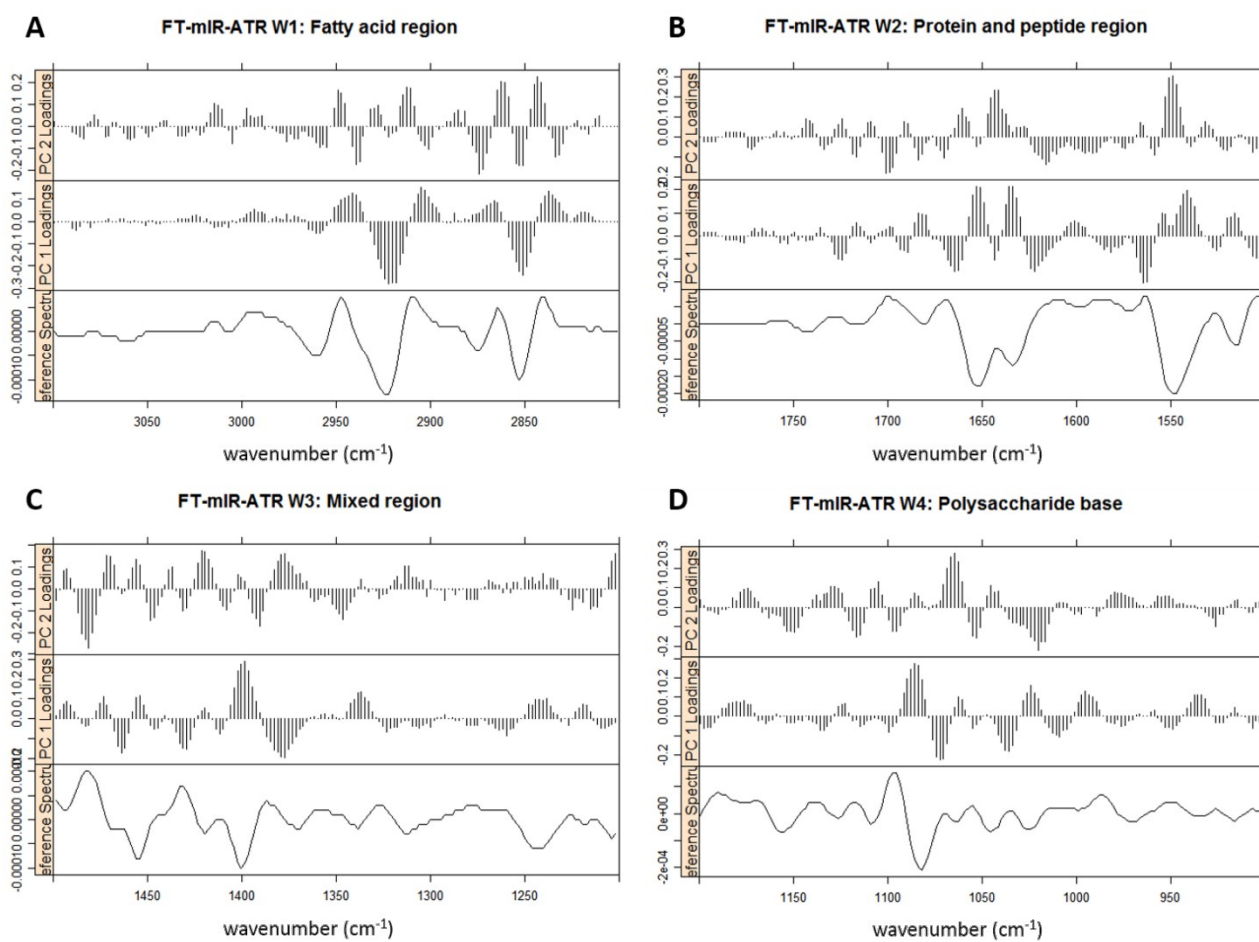 A
FT-mIR-ATR W1: Fatty acid region
PC 2 Loadings
-0.2 -0.1 0.0 0.1 0.2
PC 1 Loadings
-0.3 -0.2 -0.1 0.0 0.1
eference Spectru
-0.00010 0.00000
3050 3000 2950 2900 2850
wavenumber (cm-1)
B
FT-mIR-ATR W2: Protein and peptide region
PC 2 Loadings
0.0 0.1 0.2 0.3
PC 1 Loadings
-0.2 -0.1 0.0 0.1
eference Spectru
-0.00020 -0.00005
1750 1700 1650 1600 1550
wavenumber (cm-1)
C
FT-mIR-ATR W3: Mixed region
PC 2 Loadings
-0.2 -0.1 0.0 0.1
PC 1 Loadings
0.0 0.1 0.2 0.3
eference Spectru
-0.00010 0.00000
1450 1400 1350 1300 1250
wavenumber (cm-1)
D
FT-mIR-ATR W4: Polysaccharide base
PC 2 Loadings
-0.2 0.0 0.1 0.2 0.3
PC 1 Loadings
-0.2 0.0 0.1 0.2
eference Spectru
-2e-04 0e+00
1150 1100 1050 1000 950
wavenumber (cm-1)